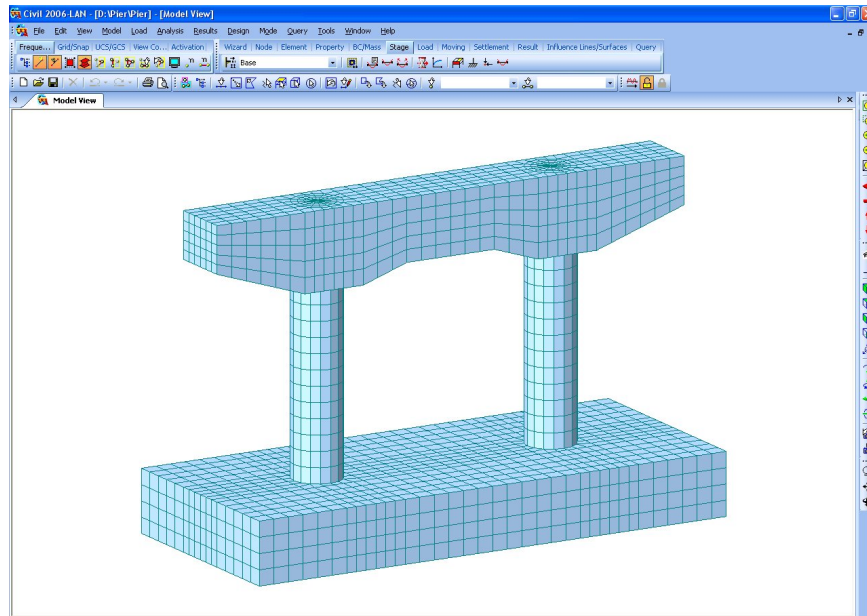 Civil 2006-LAN - [D:\Pier\Pier] - [Model View]
File Edit View Model Load Analysis Results Design Mode Query Tools Window Help
Freque... Grid/Snap UCS/GCS View Co... Activation Wizard Node Element Property BC/Mass Stage Load Moving Settlement Result Influence Lines/Surfaces Query
Base
Model View